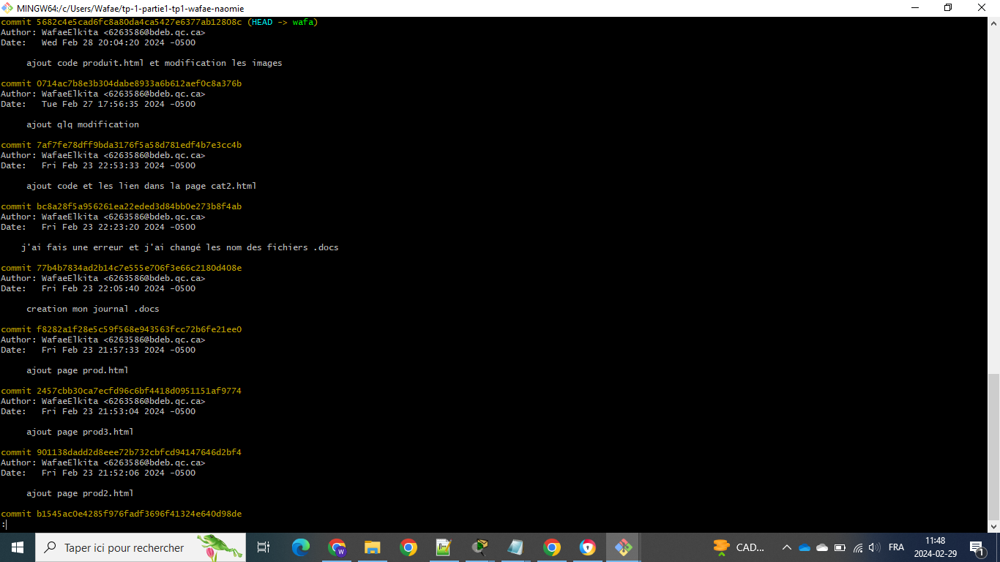 MINGW64:/c/Users/Wafae/tp-1-partie1-tp1-wafae-naomie
commit 5682c4e5cad6fc8a80da4ca5427e6377ab12808c (HEAD -> wafa)
Author: WafaeElkita <6263586@bdeb.qc.ca>
Date:   Wed Feb 28 20:04:20 2024 -0500
ajout code produit.html et modification les images
commit 0714ac7b8e3b304dabe8933a6b612aef0c8a376b
Author: WafaeElkita <6263586@bdeb.qc.ca>
Date:   Tue Feb 27 17:56:35 2024 -0500
ajout qlq modification
commit 7af7fe78dff9bda3176f5a58d781edf4b7e3cc4b
Author: WafaeElkita <6263586@bdeb.qc.ca>
Date:   Fri Feb 23 22:53:33 2024 -0500
ajout code et les lien dans la page cat2.html
commit bc8a28f5a956261ea22eded3d84bb0e273b8f4ab
Author: WafaeElkita <6263586@bdeb.qc.ca>
Date:   Fri Feb 23 22:23:20 2024 -0500
j'ai fais une erreur et j'ai changé les nom des fichiers .docs
commit 77b4b7834ad2b14c7e555e706f3e66c2180d408e
Author: WafaeElkita <6263586@bdeb.qc.ca>
Date:   Fri Feb 23 22:05:40 2024 -0500
creation mon journal .docs
commit f8282a1f28e5c59f568e943563fcc72b6fe21ee0
Author: WafaeElkita <6263586@bdeb.qc.ca>
Date:   Fri Feb 23 21:57:33 2024 -0500
ajout page prod.html
commit 2457cbb30ca7ecfd96c6bf4418d0951151af9774
Author: WafaeElkita <6263586@bdeb.qc.ca>
Date:   Fri Feb 23 21:53:04 2024 -0500
ajout page prod3.html
commit 901138dadd2d8eee72b732cbfcd94147646d2bf4
Author: WafaeElkita <6263586@bdeb.qc.ca>
Date:   Fri Feb 23 21:52:06 2024 -0500
ajout page prod2.html
commit b1545ac0e4285f976fadf3696f41324e640d98de
:
Taper ici pour rechercher
W
CAD...
FRA
11:48
2024-02-29
1